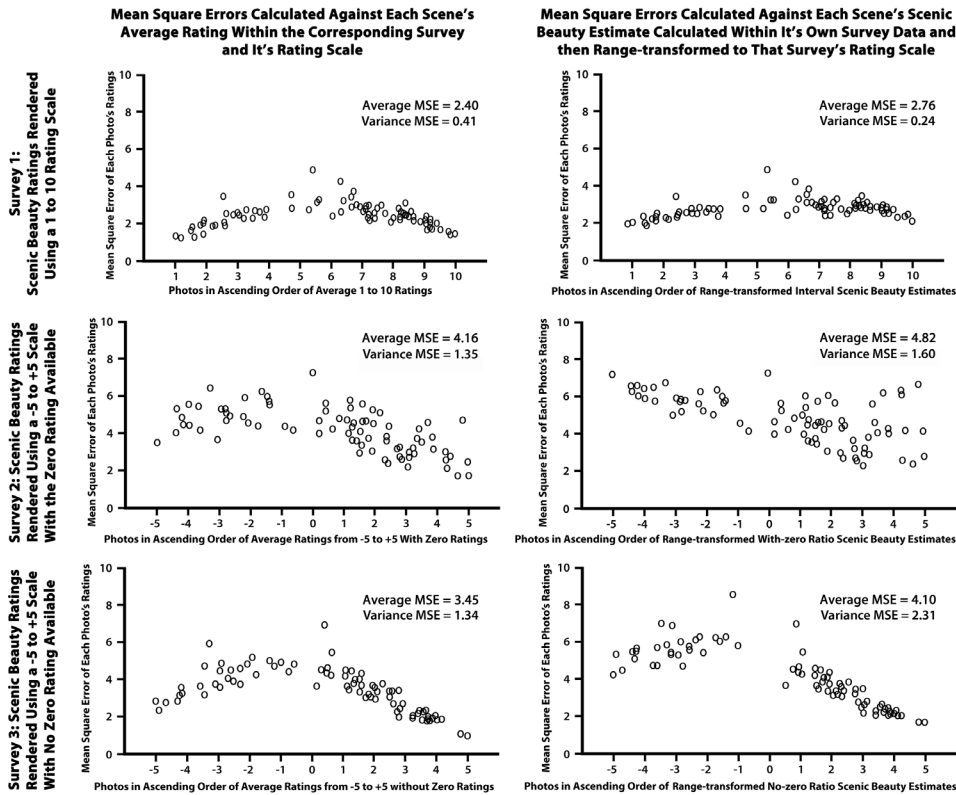 Mean Square Errors Calculated Against Each Scene's
Average Rating Within the Corresponding Survey
and It's Rating Scale
Mean Square Errors Calculated Against Each Scene's Scenic
Beauty Estimate Calculated Within It's Own Survey Data and
then Range-transformed to That Survey's Rating Scale
Survey 1:
Scenic Beauty Ratings Rendered
Using a 1 to 10 Rating Scale
Mean Square Error of Each Photo's Ratings
10
8
6
4
2
0
Average MSE = 2.40
Variance MSE = 0.41
1 2 3 4 5 6 7 8 9 10
Photos in Ascending Order of Average 1 to 10 Ratings
Mean Square Error of Each Photo's Ratings
10
8
6
4
2
0
Average MSE = 2.76
Variance MSE = 0.24
1 2 3 4 5 6 7 8 9 10
Photos in Ascending Order of Range-transformed Interval Scenic Beauty Estimates
Survey 2: Scenic Beauty Ratings
Rendered Using a -5 to +5 Scale
With the Zero Rating Available
Mean Square Error of Each Photo's Ratings
10
8
6
4
2
0
Average MSE = 4.16
Variance MSE = 1.35
-5 -4 -3 -2 -1 0 1 2 3 4 5
Photos in Ascending Order of Average Ratings from -5 to +5 With Zero Ratings
Mean Square Error of Each Photo's Ratings
10
8
6
4
2
0
Average MSE = 4.82
Variance MSE = 1.60
-5 -4 -3 -2 -1 0 1 2 3 4 5
Photos in Ascending Order of Range-transformed With-zero Ratio Scenic Beauty Estimates
Survey 3: Scenic Beauty Ratings
Rendered Using a -5 to +5 Scale
With No Zero Rating Available
Mean Square Error of Each Photo's Ratings
10
8
6
4
2
0
Average MSE = 3.45
Variance MSE = 1.34
-5 -4 -3 -2 -1 0 1 2 3 4 5
Photos in Ascending Order of Average Ratings from -5 to +5 without Zero Ratings
Mean Square Error of Each Photo's Ratings
10
8
6
4
2
0
Average MSE = 4.10
Variance MSE = 2.31
-5 -4 -3 -2 -1 0 1 2 3 4 5
Photos in Ascending Order of Range-transformed No-zero Ratio Scenic Beauty Estimates